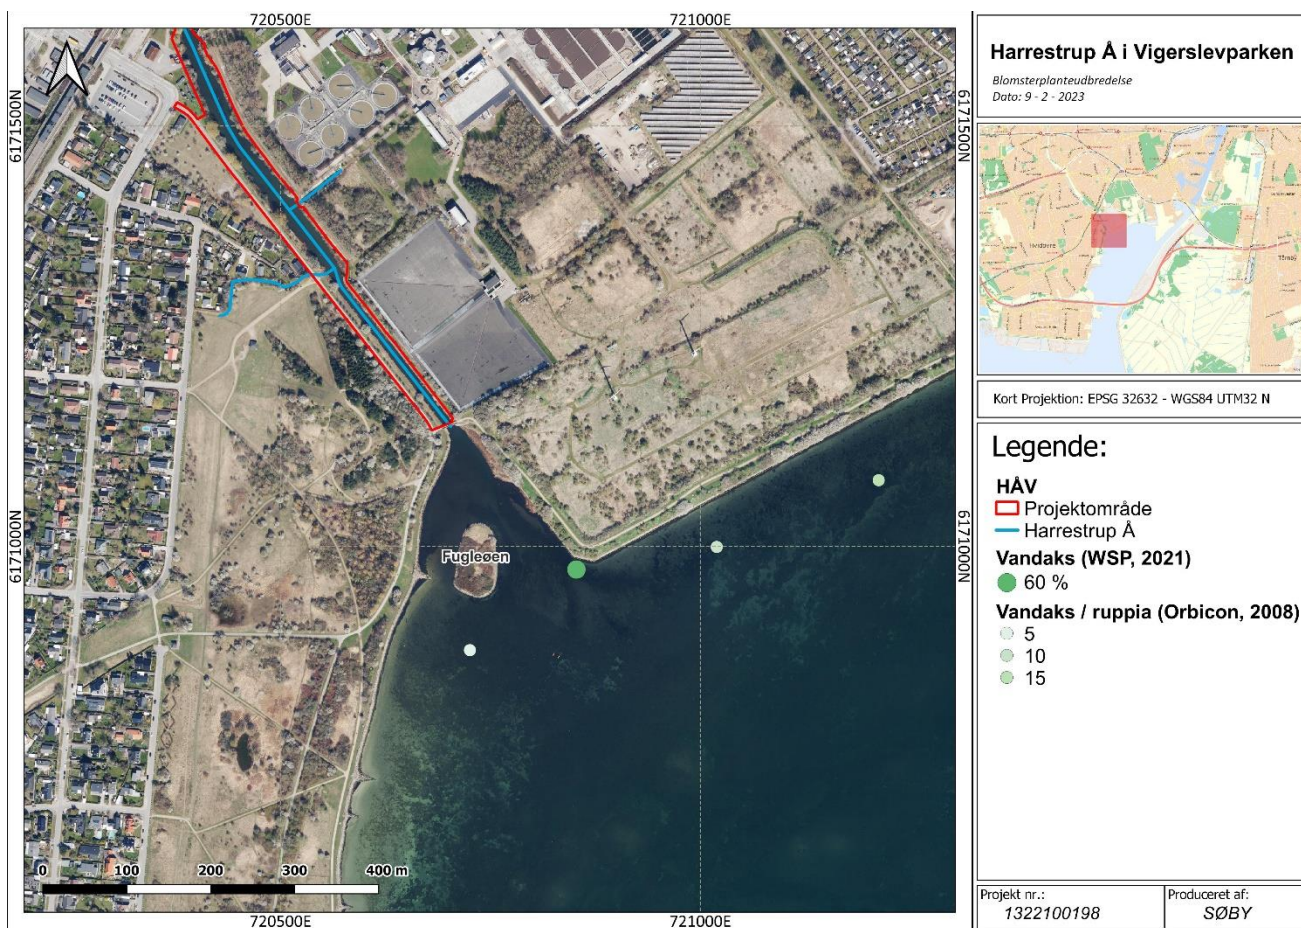 720500E
721000E
6171500N
6171500N
6171000N
6171000N
Fugleøen
0 100 200 300 400 m
720500E
721000E
Harrestrup Å i Vigerslevparken
Blomsterplanteudbredelse
Dato: 9 - 2 - 2023
Hvidovre
Kort Projektion: EPSG 32632 - WGS84 UTM32 N
Legende:
HÅV
Projektområde
Harrestrup Å
Vandaks (WSP, 2021)
60 %
Vandaks / ruppia (Orbicon, 2008)
5
10
15
Projekt nr.:
1322100198
Produceret af:
SØBY